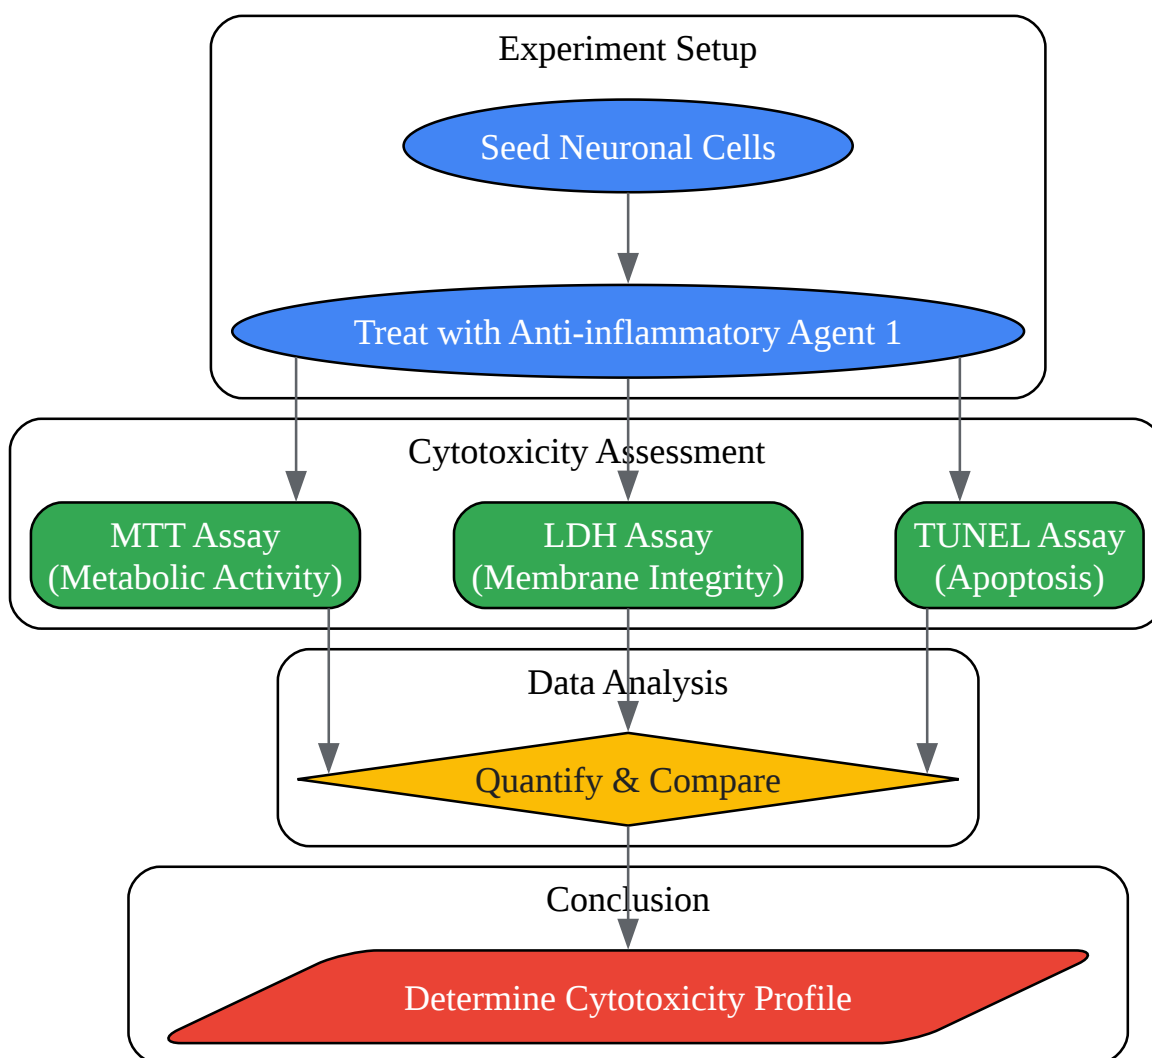 Experiment Setup
Seed Neuronal Cells
Treat with Anti-inflammatory Agent 1
Cytotoxicity Assessment
MTT Assay
(Metabolic Activity)
LDH Assay
(Membrane Integrity)
TUNEL Assay
(Apoptosis)
Data Analysis
Quantify & Compare
Conclusion
Determine Cytotoxicity Profile